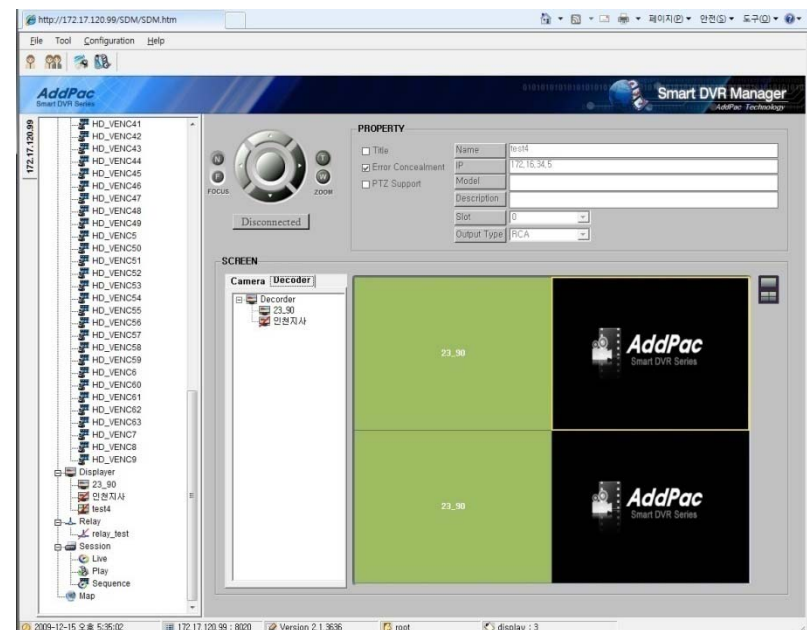 http://172.17.120.99/SDM/SDM.htm
페이지(P) 안전(S) 도구(O)
File Tool Configuration Help
AddPac
Smart DVR Series
Smart DVR Manager
AddPac Technology
172.17.120.99
HD_VENC41
HD_VENC42
HD_VENC43
HD_VENC44
HD_VENC45
HD_VENC46
HD_VENC47
HD_VENC48
HD_VENC49
HD_VENC5
HD_VENC50
HD_VENC51
HD_VENC52
HD_VENC53
HD_VENC54
HD_VENC55
HD_VENC56
HD_VENC57
HD_VENC58
HD_VENC59
HD_VENC6
HD_VENC60
HD_VENC61
HD_VENC62
HD_VENC63
HD_VENC7
HD_VENC8
HD_VENC9
Displayer
23_90
인천지사
test4
Relay
relay_test
Session
Live
Play
Sequence
Map
N
F
FOCUS
T
W
ZOOM
Disconnected
PROPERTY
Title
Error Concealment
PTZ Support
Name test4
IP 172,16,34,5
Model
Description
Slot 0
Output Type RCA
SCREEN
Camera Decoder
Decorder
23_90
인천지사
23_90
AddPac
Smart DVR Series
23_90
AddPac
Smart DVR Series
2009-12-15 오후 5:35:02 172.17.120.99 : 8020 Version 2.1.3636 root display : 3